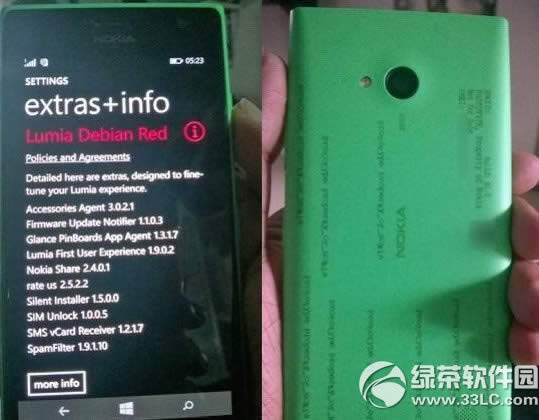 NOKIA
05:23
SETTINGS
extras+info
Lumia Debian Red
Policies and Agreements
Detailed here are extras, designed to fine-
tune your Lumia experience.
Accessories Agent 3.0.2.1
Firmware Update Notifier 1.1.0.3
Glance PinBoards App Agent 1.3.1.7
Lumia First User Experience 1.9.0.2
Nokia Share 2.4.0.1
rate us 2.5.2.2
Silent Installer 1.5.0.0
SIM Unlock 1.0.0.5
SMS vCard Receiver 1.2.1.7
SpamFilter 1.9.1.10
more info
NOKIA
绿茶软件园
www.33LC.com